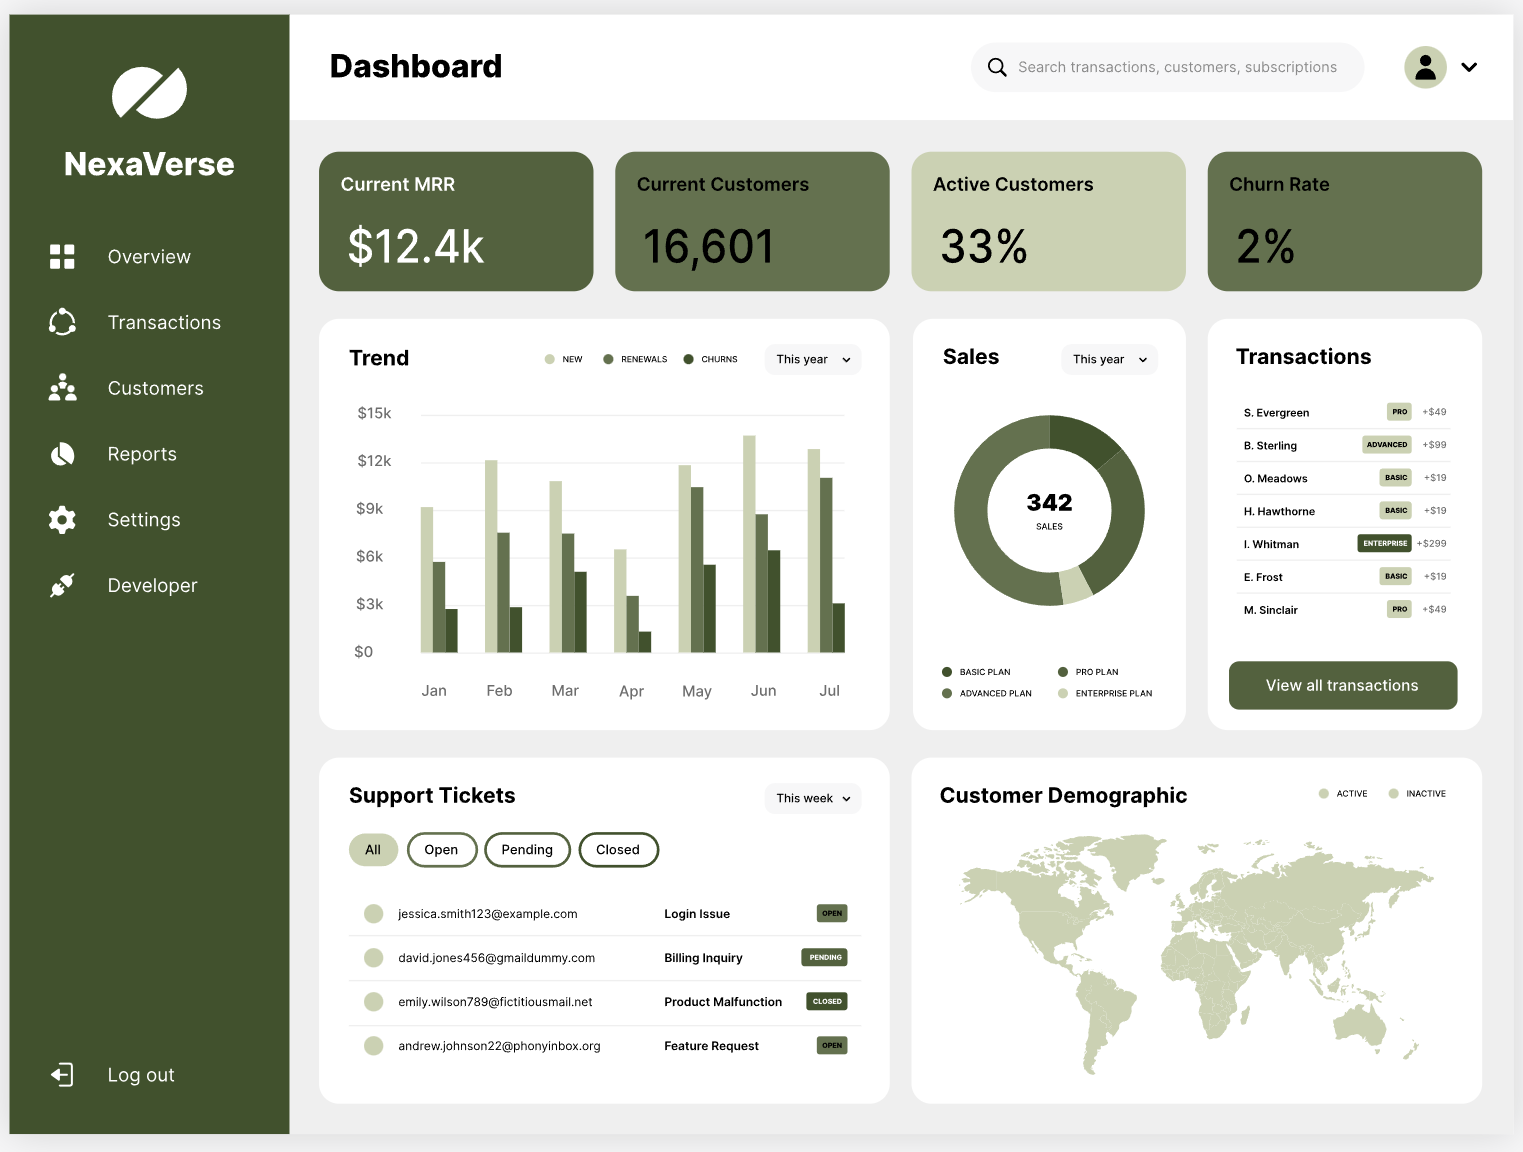 NexaVerse
Overview
Transactions
Customers
Reports
Settings
Developer
Log out
Dashboard
Search transactions, customers, subscriptions
Current MRR
$12.4k
Current Customers
16,601
Active Customers
33%
Churn Rate
2%
Trend
NEW RENEWALS CHURNS
This year
$15k
$12k
$9k
$6k
$3k
$0
Jan Feb Mar Apr May Jun Jul
Sales
This year
342
SALES
BASIC PLAN PRO PLAN
ADVANCED PLAN ENTERPRISE PLAN
Transactions
S. Evergreen PRO +$49
B. Sterling ADVANCED +$99
O. Meadows BASIC +$19
H. Hawthorne BASIC +$19
I. Whitman ENTERPRISE +$299
E. Frost BASIC +$19
M. Sinclair PRO +$49
View all transactions
Support Tickets
This week
All Open Pending Closed
jessica.smith123@example.com Login Issue OPEN
david.jones456@gmaildummy.com Billing Inquiry PENDING
emily.wilson789@fictitiousmail.net Product Malfunction CLOSED
andrew.johnson22@phonyinbox.org Feature Request OPEN
Customer Demographic
ACTIVE INACTIVE